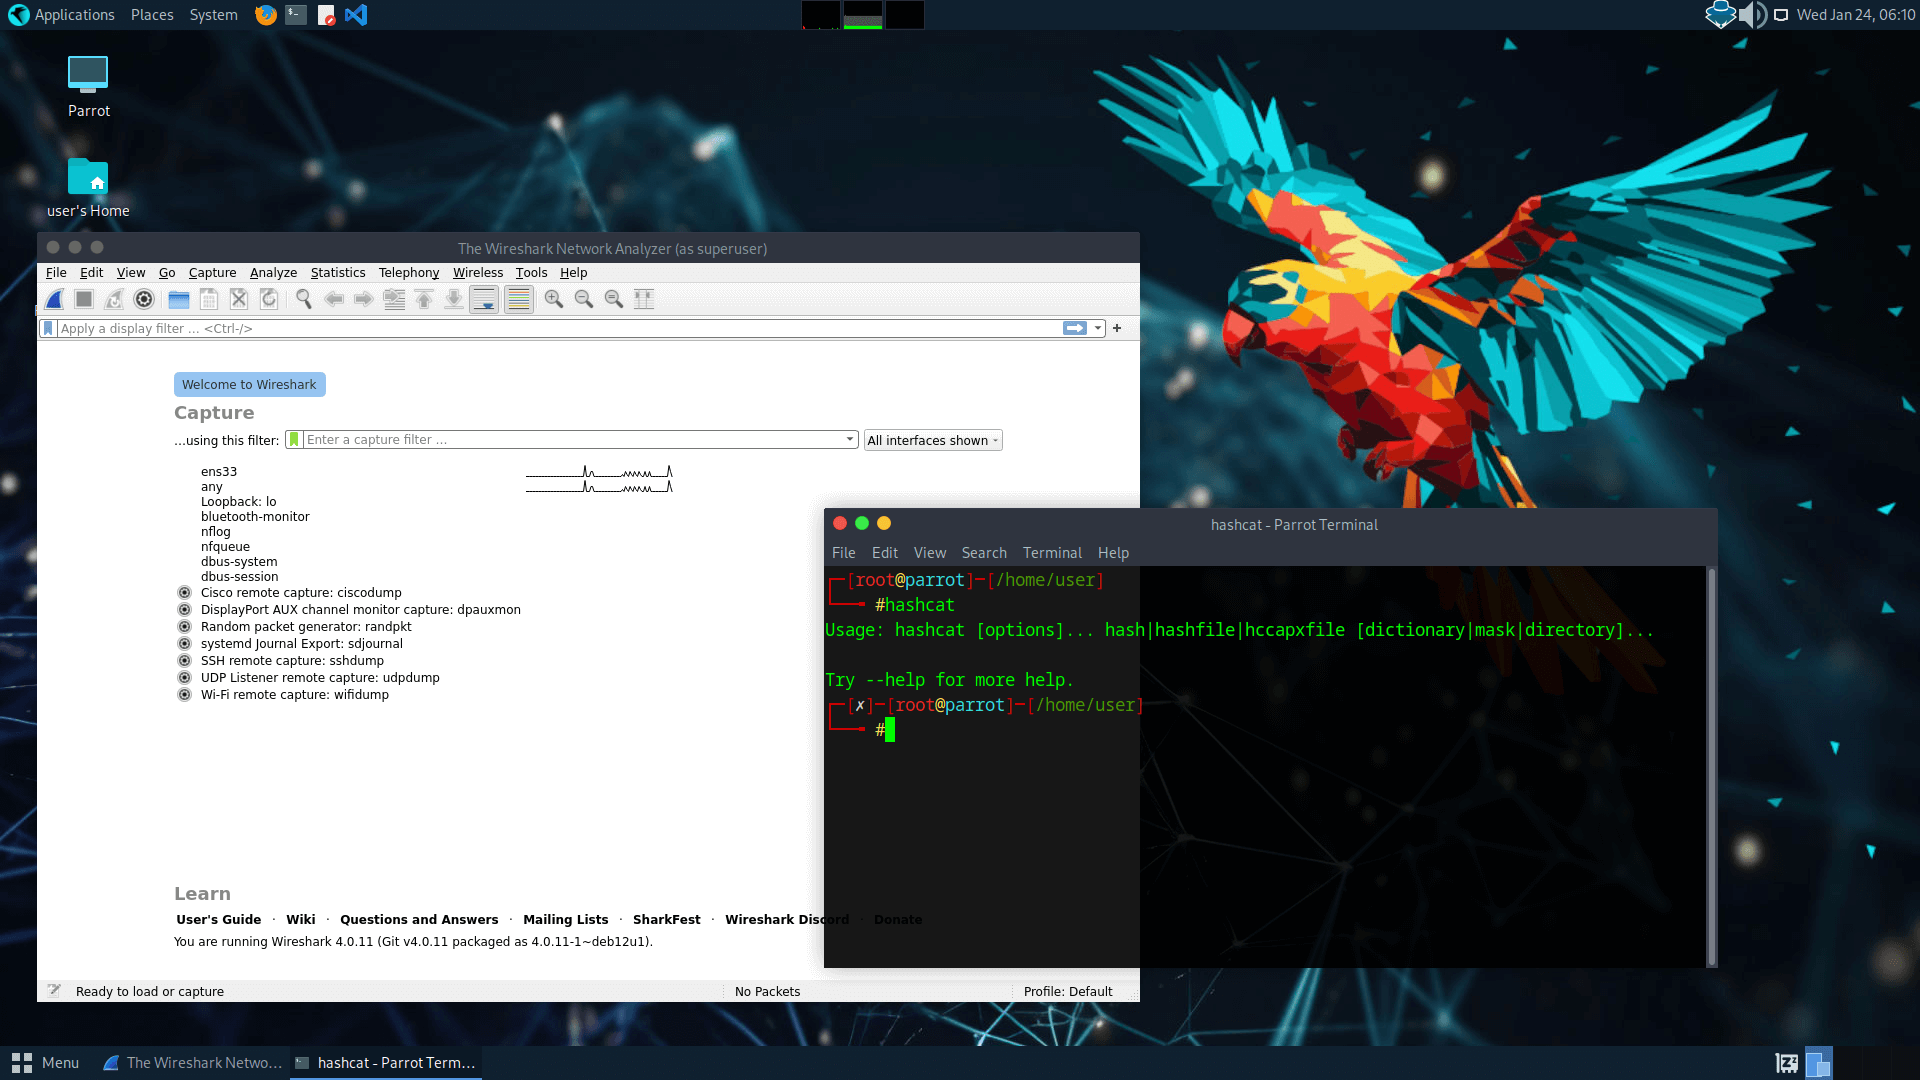 Applications Places System
Wed Jan 24, 06:10
Parrot
user's Home
The Wireshark Network Analyzer (as superuser)
File Edit View Go Capture Analyze Statistics Telephony Wireless Tools Help
Apply a display filter ... <Ctrl-/>
Welcome to Wireshark
Capture
...using this filter: Enter a capture filter ... All interfaces shown
ens33
any
Loopback: lo
bluetooth-monitor
nflog
nfqueue
dbus-system
dbus-session
Cisco remote capture: ciscodump
DisplayPort AUX channel monitor capture: dpauxmon
Random packet generator: randpkt
systemd Journal Export: sdjournal
SSH remote capture: sshdump
UDP Listener remote capture: udpdump
Wi-Fi remote capture: wifidump
Learn
User's Guide · Wiki · Questions and Answers · Mailing Lists · SharkFest · Wireshark Discord · Donate
You are running Wireshark 4.0.11 (Git v4.0.11 packaged as 4.0.11-1~deb12u1).
Ready to load or capture No Packets Profile: Default
hashcat - Parrot Terminal
File Edit View Search Terminal Help
┌─[root@parrot]─[/home/user]
└──╼ #hashcat
Usage: hashcat [options]... hash|hashfile|hccapxfile [dictionary|mask|directory]...
Try --help for more help.
┌─[✗]─[root@parrot]─[/home/user]
└──╼ #
Menu The Wireshark Netwo... hashcat - Parrot Term...